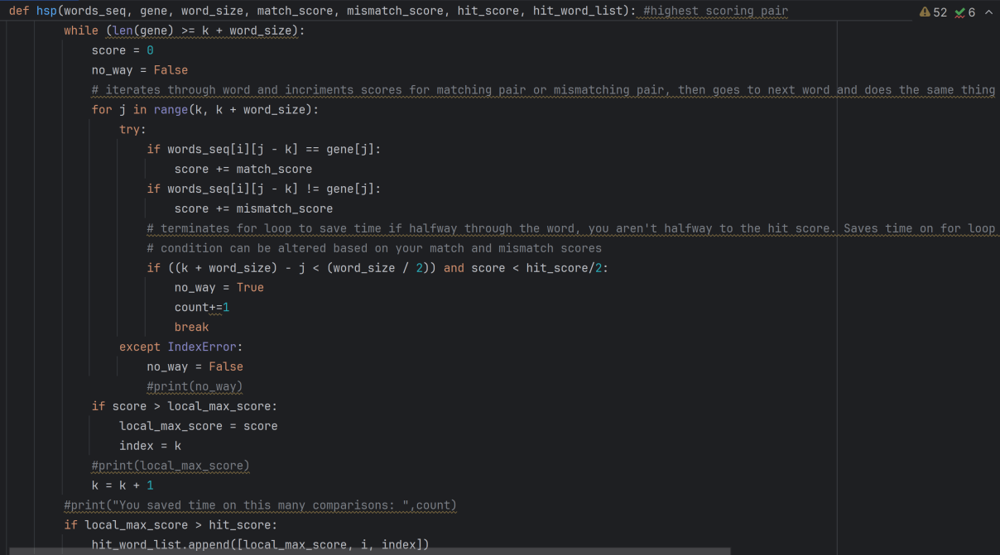 def hsp(words_seq, gene, word_size, match_score, mismatch_score, hit_score, hit_word_list): #highest scoring pair
52 6
while (len(gene) >= k + word_size):
score = 0
no_way = False
# iterates through word and incriments scores for matching pair or mismatching pair, then goes to next word and does the same thing
for j in range(k, k + word_size):
try:
if words_seq[i][j - k] == gene[j]:
score += match_score
if words_seq[i][j - k] != gene[j]:
score += mismatch_score
# terminates for loop to save time if halfway through the word, you aren't halfway to the hit score. Saves time on for loop
# condition can be altered based on your match and mismatch scores
if ((k + word_size) - j < (word_size / 2)) and score < hit_score/2:
no_way = True
count+=1
break
except IndexError:
no_way = False
#print(no_way)
if score > local_max_score:
local_max_score = score
index = k
#print(local_max_score)
k = k + 1
#print("You saved time on this many comparisons: ",count)
if local_max_score > hit_score:
hit_word_list.append([local_max_score, i, index])